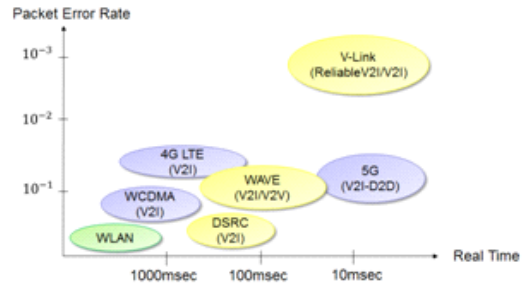 Packet Error Rate
10⁻³
V-Link
(ReliableV2I/V2I)
10⁻²
4G LTE
(V2I)
5G
(V2I-D2D)
WAVE
(V2I/V2V)
10⁻¹
WCDMA
(V2I)
DSRC
(V2I)
WLAN
Real Time
1000msec
100msec
10msec